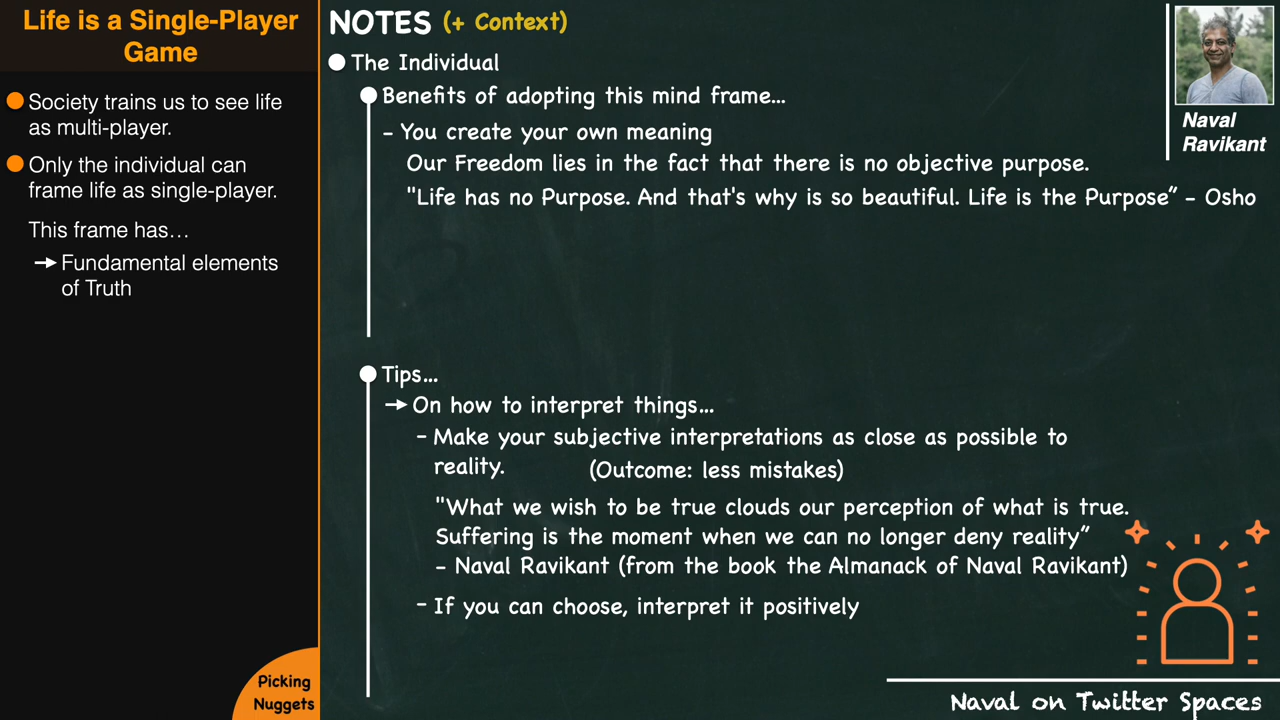 Life is a Single-Player
Game
Society trains us to see life
as multi-player.
Only the individual can
frame life as single-player.
This frame has...
Fundamental elements
of Truth
Picking
Nuggets
NOTES (+ Context)
The Individual
Benefits of adopting this mind frame...
- You create your own meaning
Our Freedom lies in the fact that there is no objective purpose.
"Life has no Purpose. And that's why is so beautiful. Life is the Purpose” - Osho
Tips...
On how to interpret things...
- Make your subjective interpretations as close as possible to
reality. (Outcome: less mistakes)
"What we wish to be true clouds our perception of what is true.
Suffering is the moment when we can no longer deny reality”
- Naval Ravikant (from the book the Almanack of Naval Ravikant)
- If you can choose, interpret it positively
Naval
Ravikant
Naval on Twitter Spaces